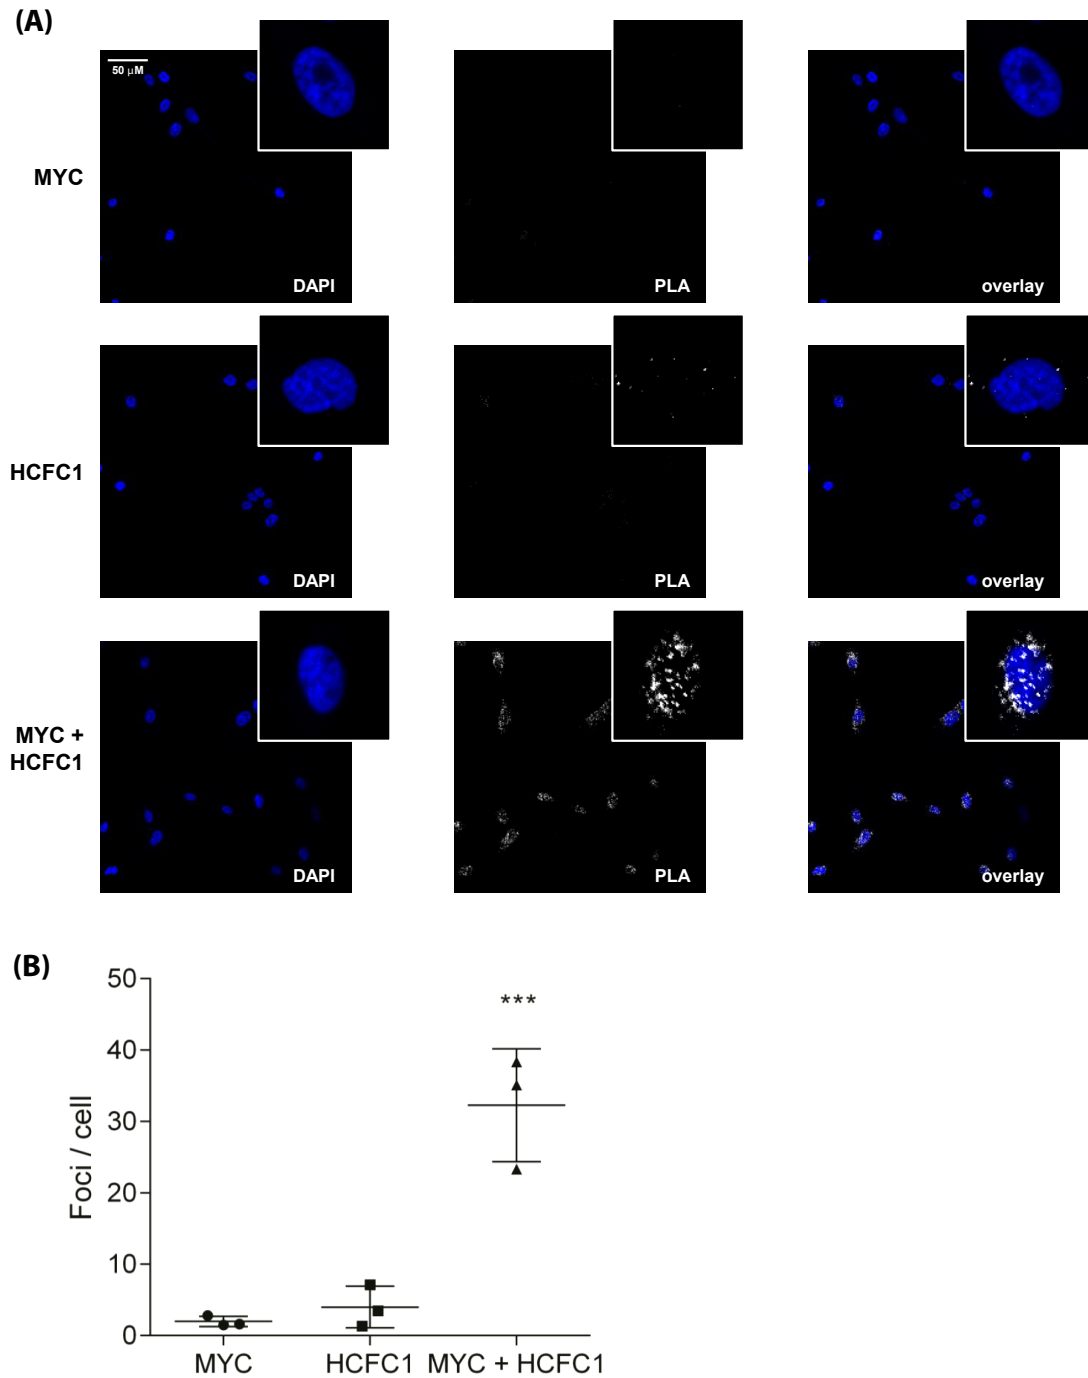 (A)
50 µM
MYC
DAPI
PLA
overlay
HCFC1
DAPI
PLA
overlay
MYC +
HCFC1
DAPI
PLA
overlay
(B)
50
***
40
30
20
10
0
Foci / cell
MYC
HCFC1
MYC + HCFC1